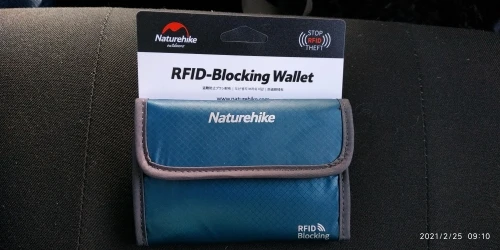 Naturehike
outdoors
STOP
RFID
THEFT
RFID-Blocking Wallet
www.naturehike.com
Naturehike
RFID
Blocking
2021/2/25 09:10